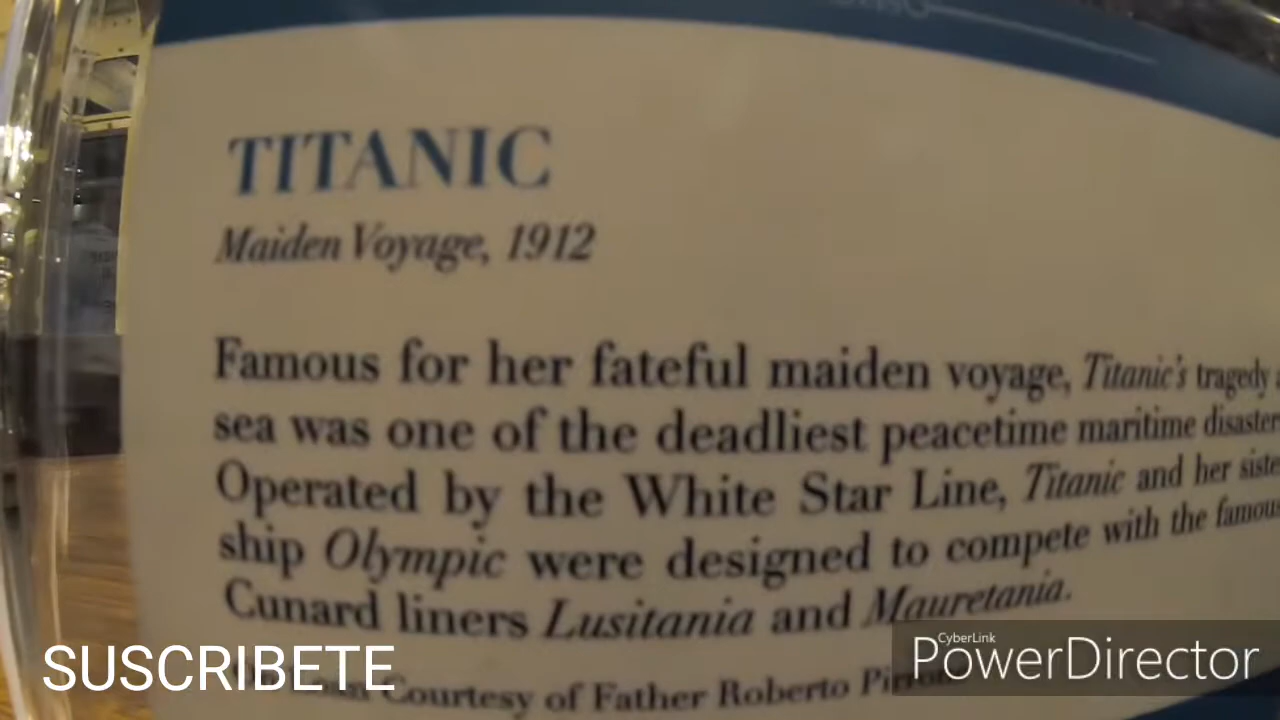 TITANIC
Maiden Voyage, 1912
Famous for her fateful maiden voyage, Titanic's tragedy
sea was one of the deadliest peacetime maritime disaster
Operated by the White Star Line, Titanic and her siste
ship Olympic were designed to compete with the famous
Cunard liners Lusitania and Mauretania.
Courtesy of Father Roberto
SUSCRIBETE
CyberLink
PowerDirector